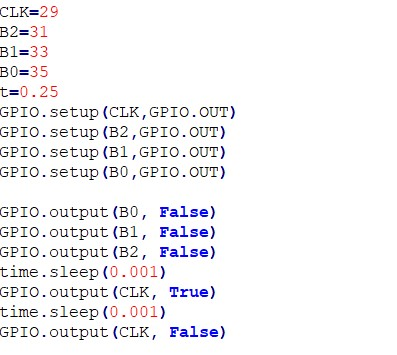 CLK=29
B2=31
B1=33
B0=35
t=0.25
GPIO.setup(CLK,GPIO.OUT)
GPIO.setup(B2,GPIO.OUT)
GPIO.setup(B1,GPIO.OUT)
GPIO.setup(B0,GPIO.OUT)

GPIO.output(B0, False)
GPIO.output(B1, False)
GPIO.output(B2, False)
time.sleep(0.001)
GPIO.output(CLK, True)
time.sleep(0.001)
GPIO.output(CLK, False)